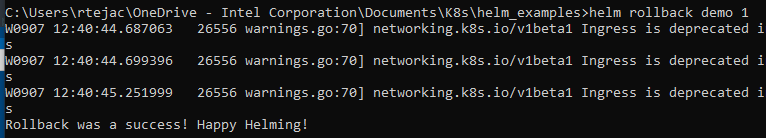 C:\Users\rtejac\OneDrive - Intel Corporation\Documents\K8s\helm_examples>helm rollback demo 1
W0907 12:40:44.687063   26556 warnings.go:70] networking.k8s.io/v1beta1 Ingress is deprecated i
s
W0907 12:40:44.699396   26556 warnings.go:70] networking.k8s.io/v1beta1 Ingress is deprecated i
s
W0907 12:40:45.251999   26556 warnings.go:70] networking.k8s.io/v1beta1 Ingress is deprecated i
s
Rollback was a success! Happy Helming!